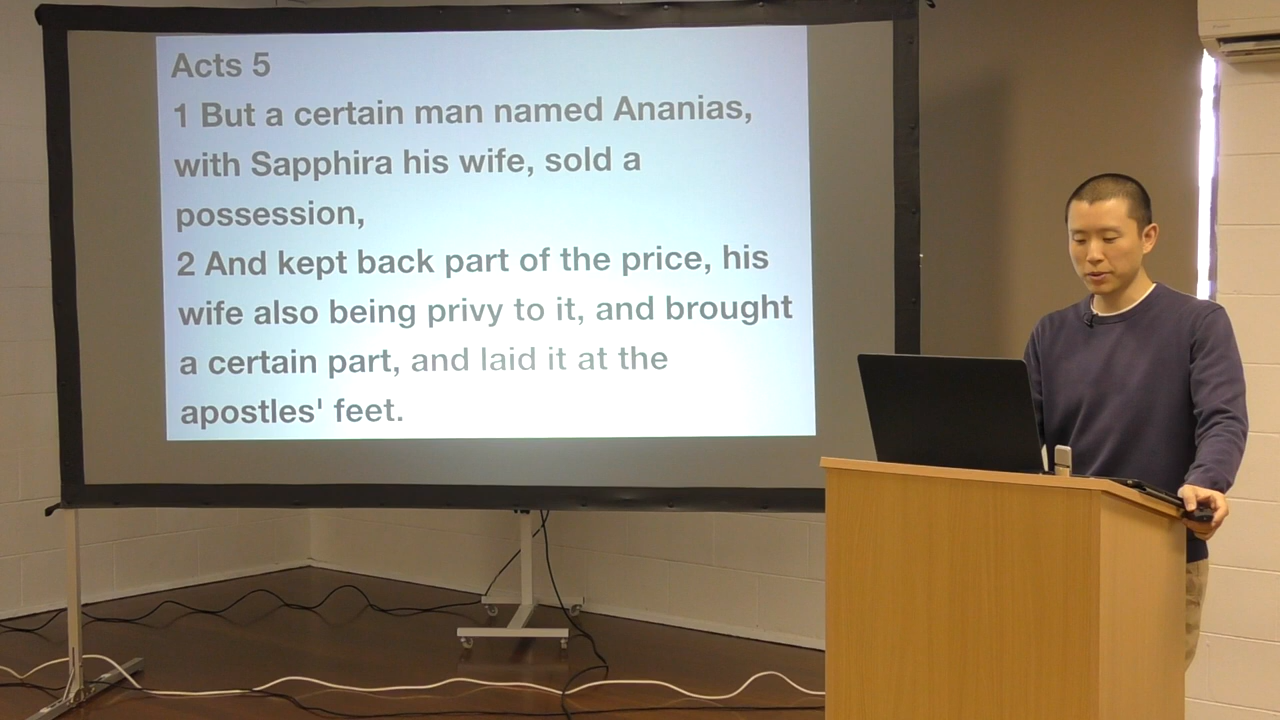 Acts 5
1 But a certain man named Ananias,
with Sapphira his wife, sold a
possession,
2 And kept back part of the price, his
wife also being privy to it, and brought
a certain part, and laid it at the
apostles' feet.